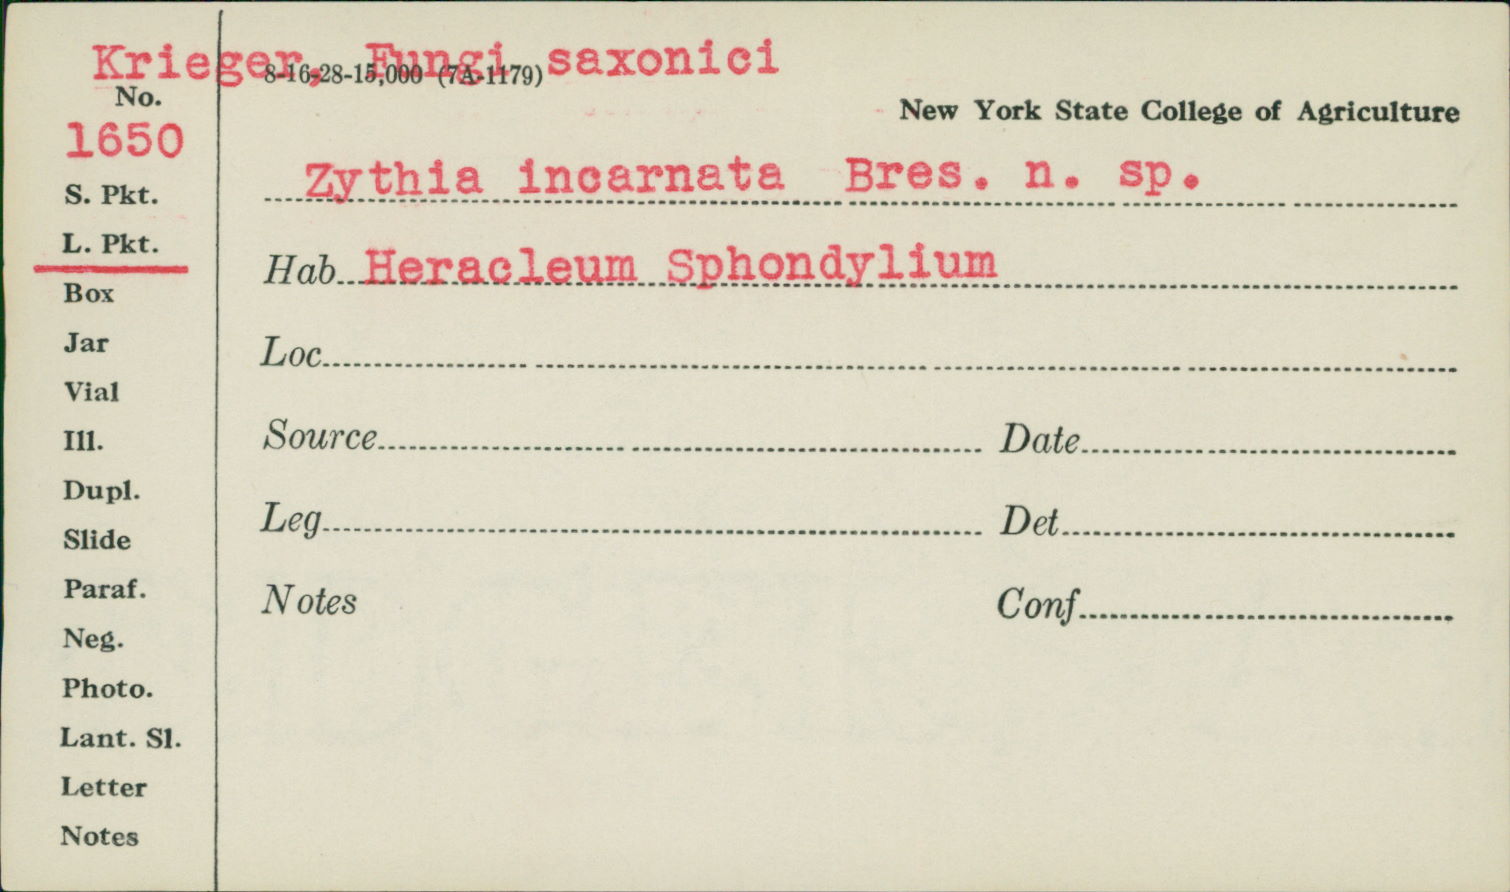 Krieger, Fungi saxonici
8-16-28-15,000 (7A-1179)
No.
New York State College of Agriculture
1650
Zythia incarnata Bres. n. sp.
S. Pkt.
L. Pkt.
Hab Heracleum Sphondylium
Box
Jar
Loc
Vial
Ill.
Source Date
Dupl.
Leg Det
Slide
Paraf.
Notes Conf
Neg.
Photo.
Lant. Sl.
Letter
Notes